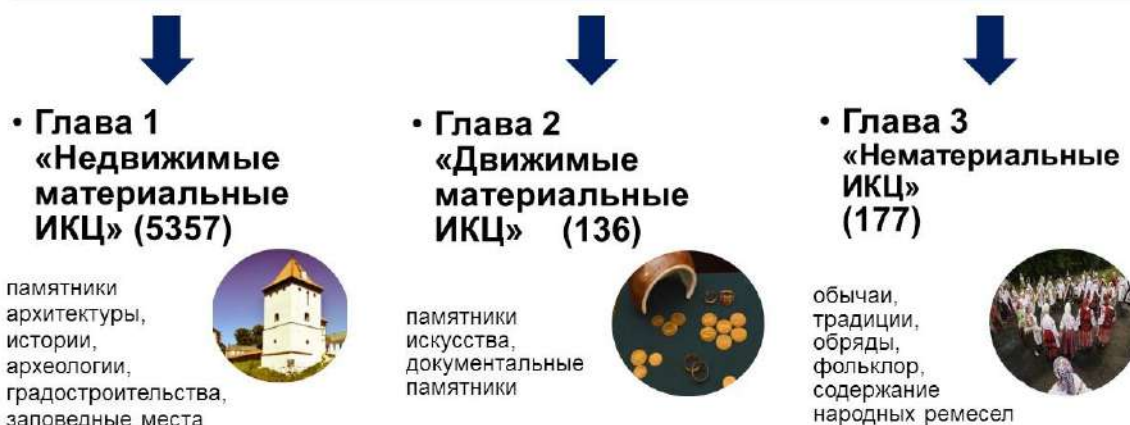 • Глава 1
«Недвижимые
материальные
ИКЦ» (5357)
памятники
архитектуры,
истории,
археологии,
градостроительства,
заповедные места
• Глава 2
«Движимые
материальные
ИКЦ» (136)
памятники
искусства,
документальные
памятники
• Глава 3
«Нематериальные
ИКЦ»
(177)
обычаи,
традиции,
обряды,
фольклор,
содержание
народных ремесел